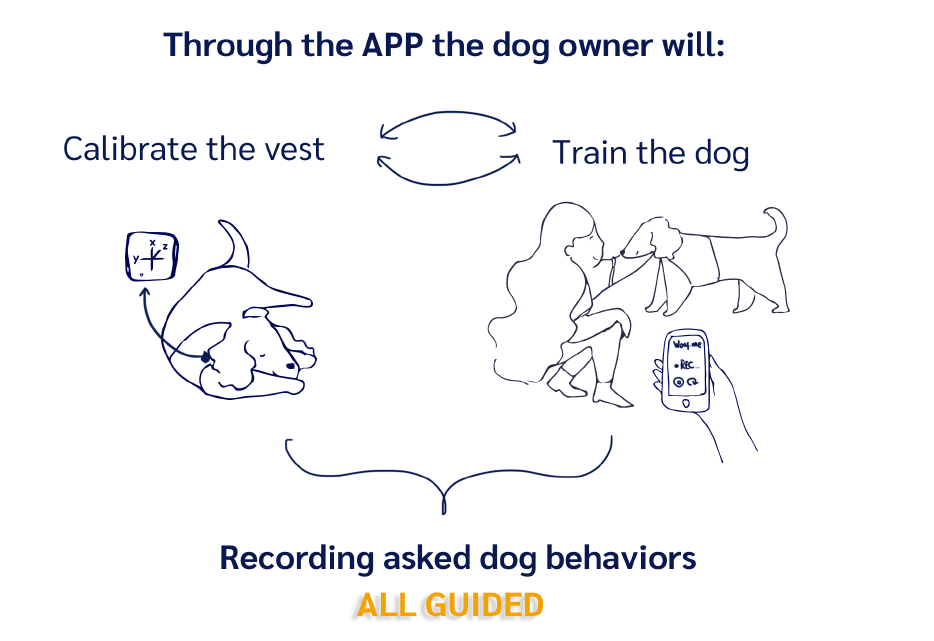 Through the APP the dog owner will:
Calibrate the vest
Train the dog
x
z
y
Woof.me
• REC
Recording asked dog behaviors
ALL GUIDED